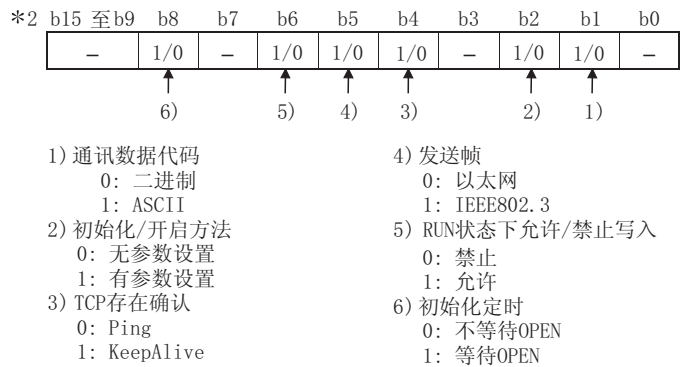 *2 b15 至b9 b8 b7 b6 b5 b4 b3 b2 b1 b0
– 1/0 – 1/0 1/0 1/0 – 1/0 1/0 –
6) 5) 4) 3) 2) 1)
1) 通讯数据代码
0: 二进制
1: ASCII
2) 初始化/开启方法
0: 无参数设置
1: 有参数设置
3) TCP存在确认
0: Ping
1: KeepAlive
4) 发送帧
0: 以太网
1: IEEE802.3
5) RUN状态下允许/禁止写入
0: 禁止
1: 允许
6) 初始化定时
0: 不等待OPEN
1: 等待OPEN